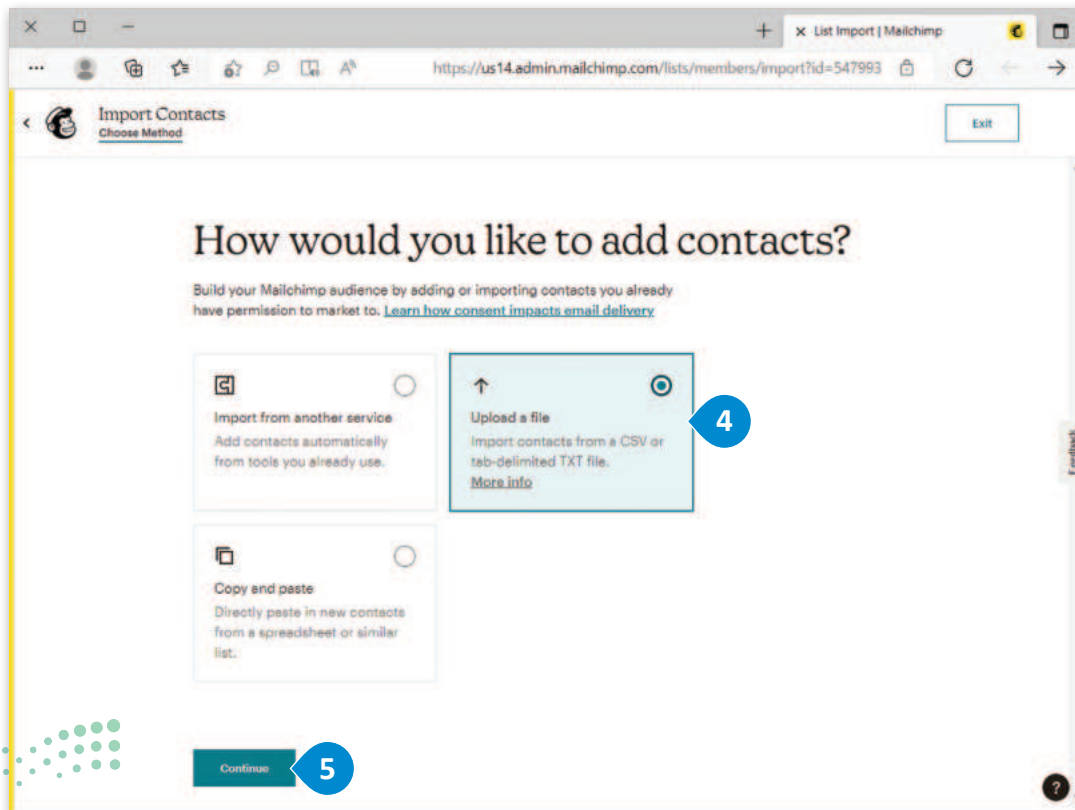 List Import | Mailchimp
https://us14.admin.mailchimp.com/lists/members/import?id=547993
Import Contacts
Choose Method
Exit
How would you like to add contacts?
Build your Mailchimp audience by adding or importing contacts you already
have permission to market to. Learn how consent impacts email delivery
Import from another service
Add contacts automatically
from tools you already use.
Upload a file
Import contacts from a CSV or
tab-delimited TXT file.
More info
4
Feedback
Copy and paste
Directly paste in new contacts
from a spreadsheet or similar
list.
Continue
5
?